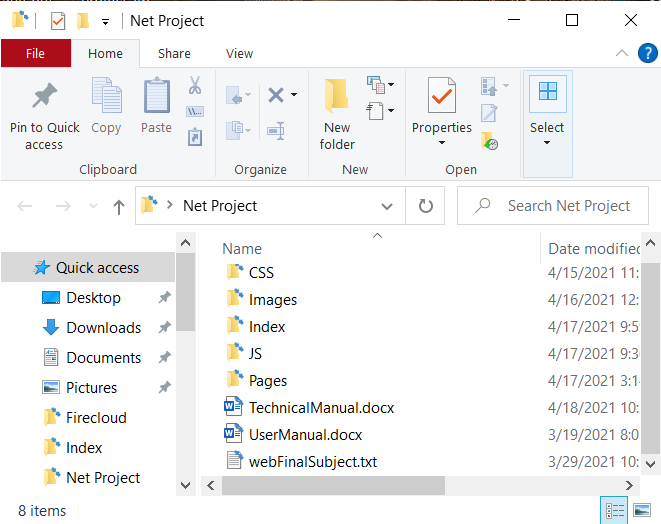 Net Project
File Home Share View
Pin to Quick access
Copy
Paste
Clipboard
Organize
New folder
New
Properties
Open
Select
Net Project
Search Net Project
Name Date modified
Quick access
Desktop
Downloads
Documents
Pictures
Firecloud
Index
Net Project
CSS 4/15/2021 11:
Images 4/16/2021 12:
Index 4/17/2021 9:5
JS 4/17/2021 9:3
Pages 4/17/2021 3:1
TechnicalManual.docx 4/18/2021 10:
UserManual.docx 3/19/2021 8:0
webFinalSubject.txt 3/29/2021 10:
8 items